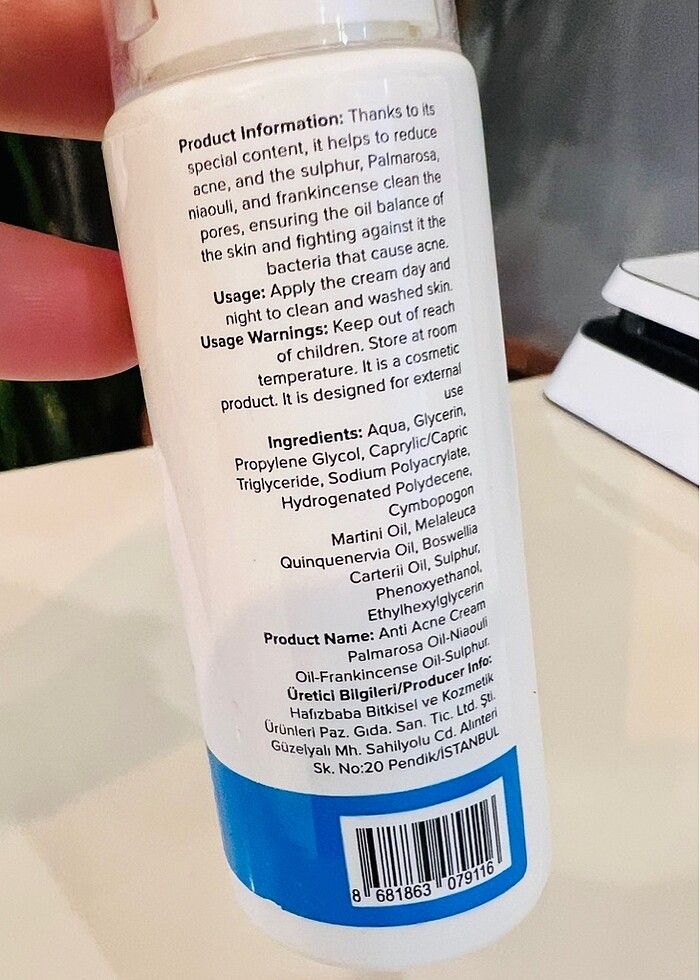 Product Information: Thanks to its
special content, it helps to reduce
acne, and the sulphur, Palmarosa,
niaouli, and frankincense clean the
pores, ensuring the oil balance of
the skin and fighting against it the
bacteria that cause acne.
Usage: Apply the cream day and
night to clean and washed skin.
Usage Warnings: Keep out of reach
of children. Store at room
temperature. It is a cosmetic
product. It is designed for external
use
Ingredients: Aqua, Glycerin,
Propylene Glycol, Caprylic/Capric
Triglyceride, Sodium Polyacrylate,
Hydrogenated Polydecene,
Cymbopogon
Martini Oil, Melaleuca
Quinquenervia Oil, Boswellia
Carterii Oil, Sulphur,
Phenoxyethanol,
Ethylhexylglycerin
Product Name: Anti Acne Cream
Palmarosa Oil-Niaouli
Oil-Frankincense Oil-Sulphur.
Üretici Bilgileri/Producer Info:
Hafızbaba Bitkisel ve Kozmetik
Ürünleri Paz. Gıda. San. Tic. Ltd. Şti.
Güzelyalı Mh. Sahilyolu Cd. Alınteri
Sk. No:20 Pendik/İSTANBUL
8 681863 079116